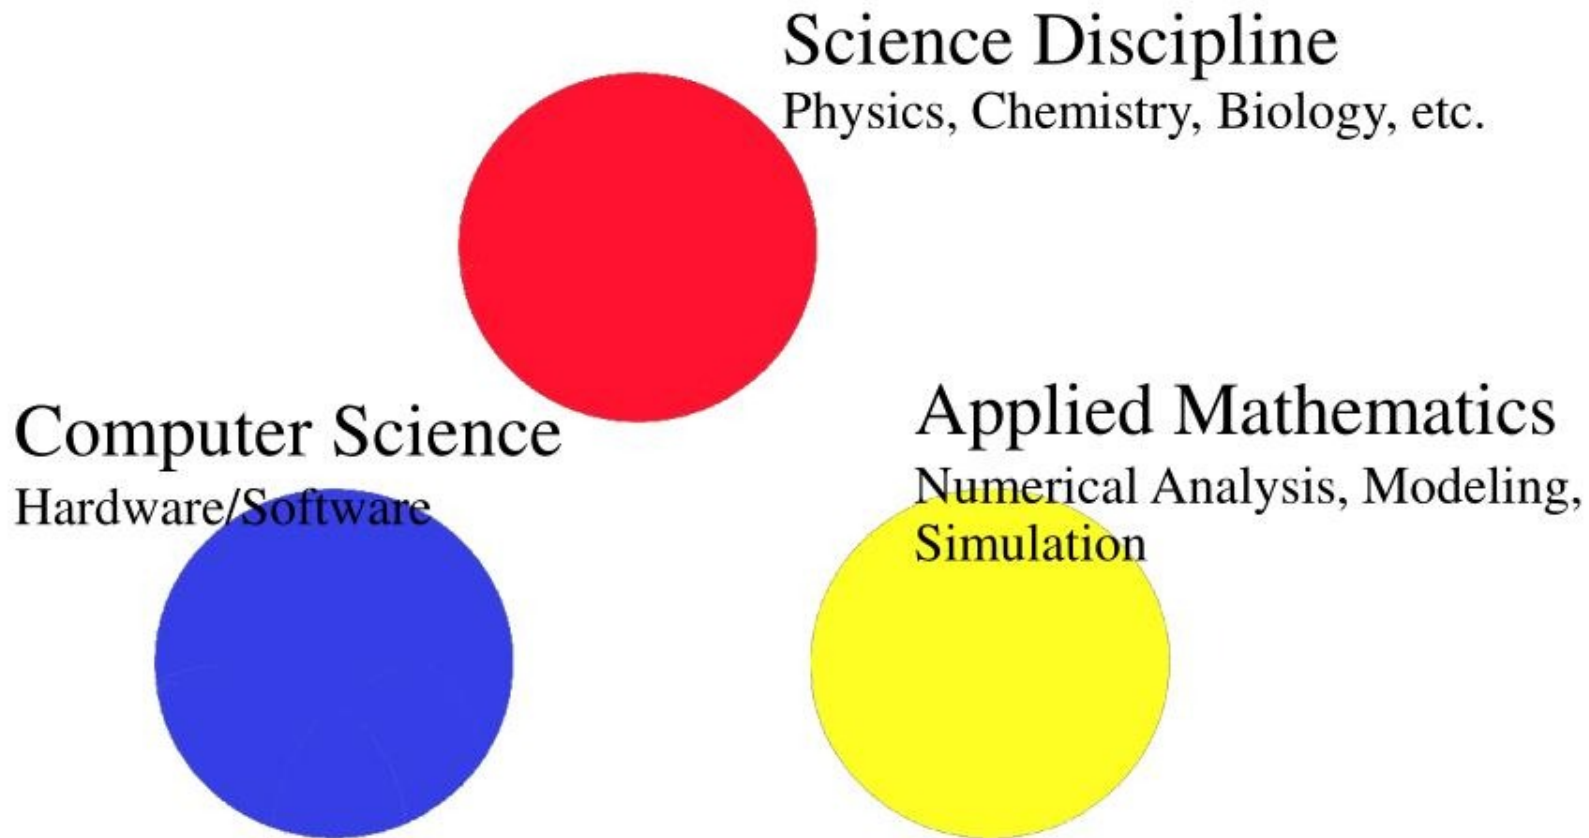 Science Discipline
Physics, Chemistry, Biology, etc.
Computer Science
Hardware/Software
Applied Mathematics
Numerical Analysis, Modeling,
Simulation